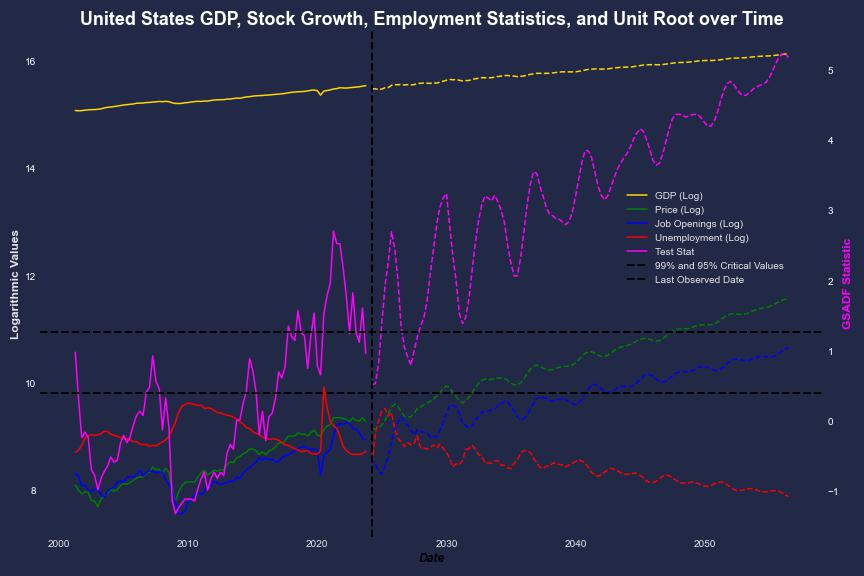 United States GDP, Stock Growth, Employment Statistics, and Unit Root over Time
16
14
12
10
8
Logarithmic Values
5
4
3
2
1
0
−1
GSADF Statistic
GDP (Log)
Price (Log)
Job Openings (Log)
Unemployment (Log)
Test Stat
99% and 95% Critical Values
Last Observed Date
2000
2010
2020
2030
2040
2050
Date